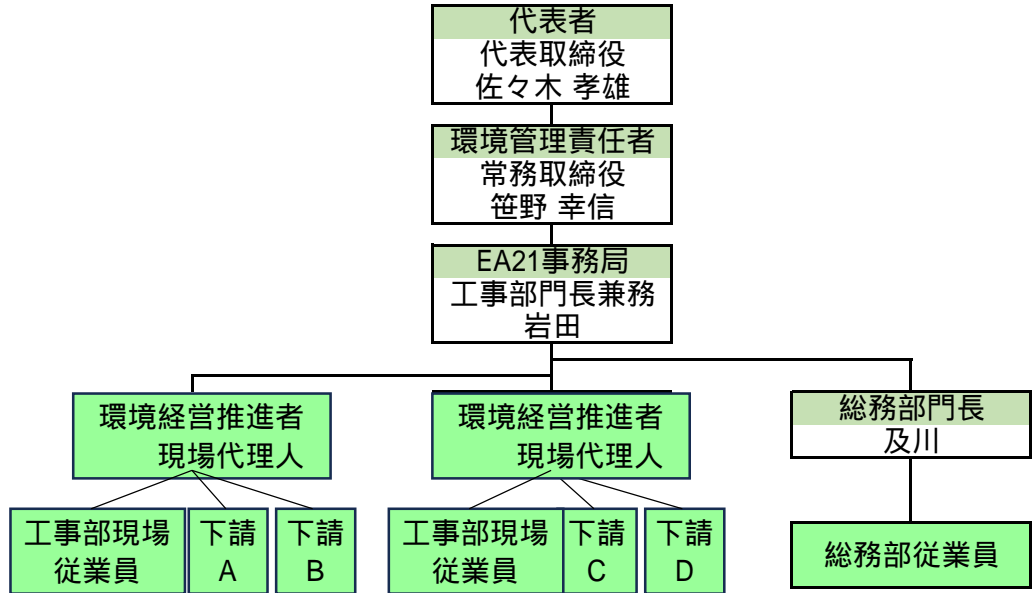 代表者
代表取締役
佐々木 孝雄
環境管理責任者
常務取締役
笹野 幸信
EA21事務局
工事部門長兼務
岩田
環境経営推進者
現場代理人
環境経営推進者
現場代理人
総務部門長
及川
工事部現場
従業員
下請
A
下請
B
工事部現場
従業員
下請
C
下請
D
総務部従業員